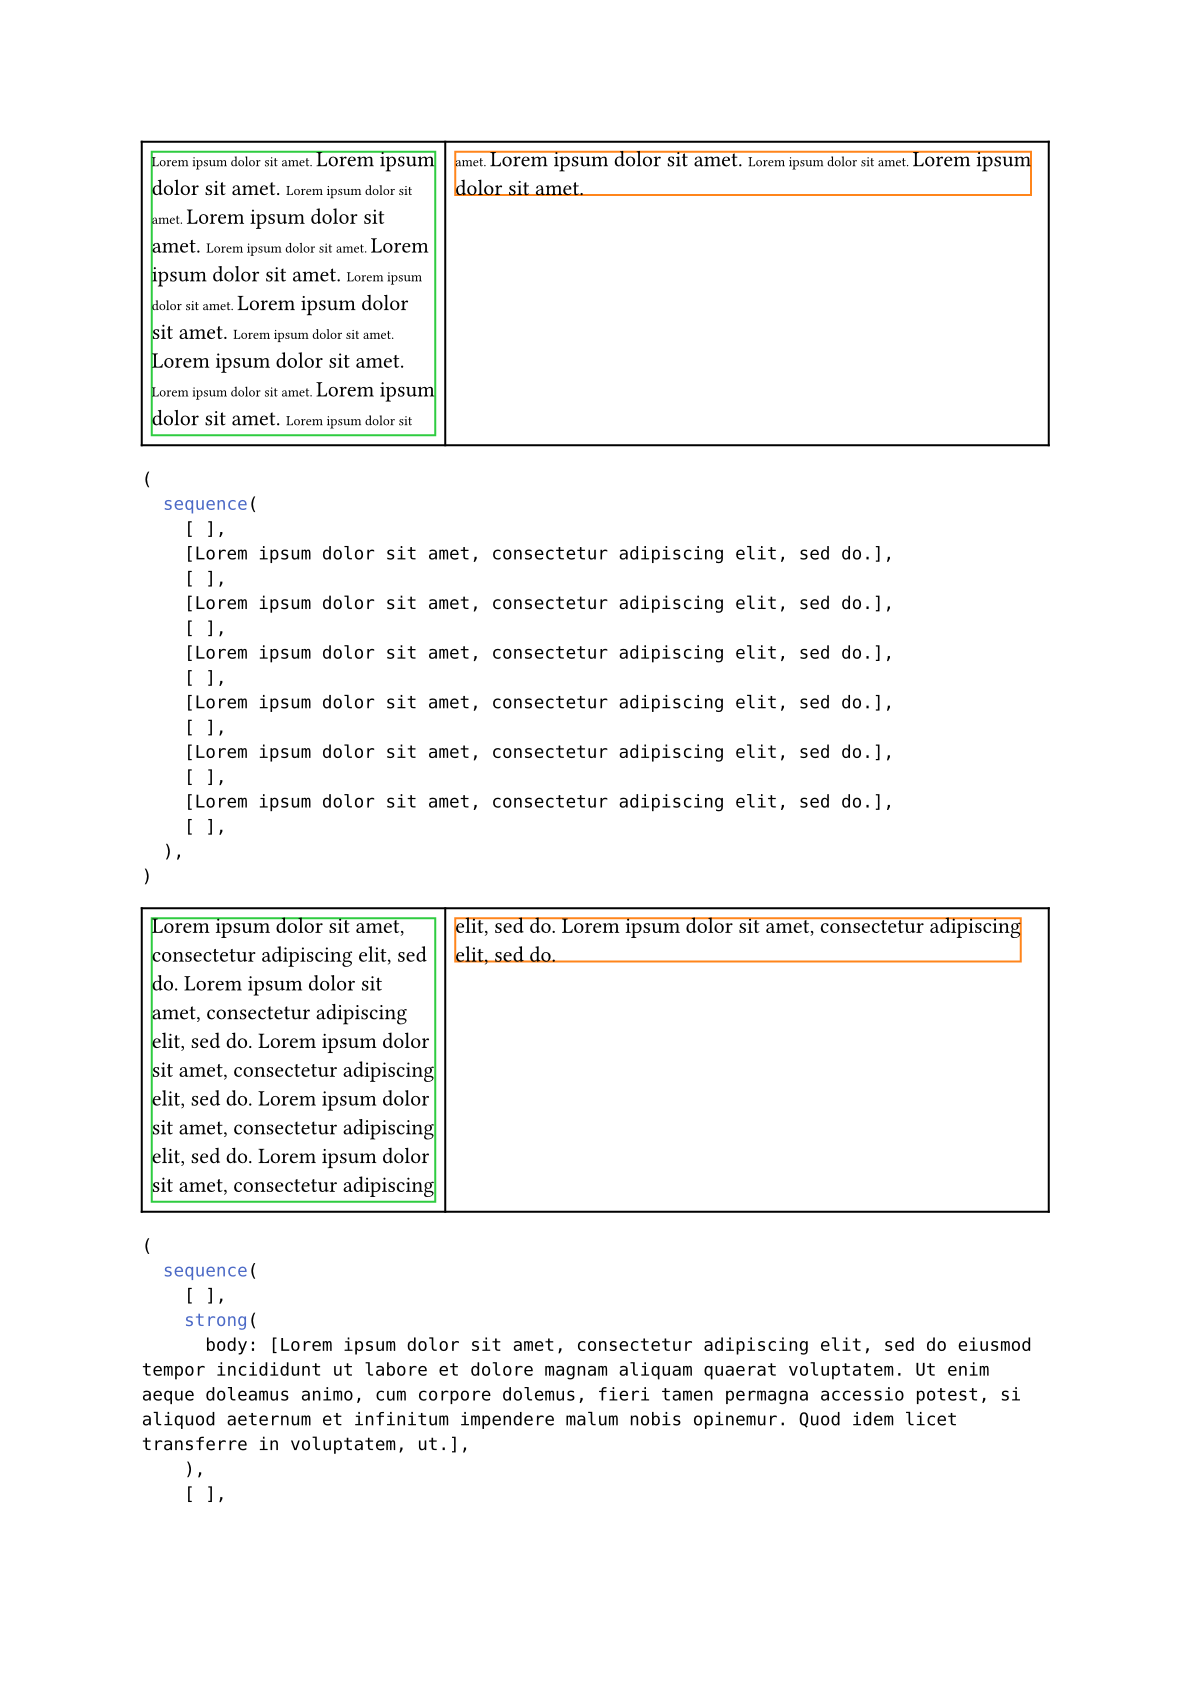 Lorem ipsum dolor sit amet. Lorem ipsum
dolor sit amet. Lorem ipsum dolor sit
amet. Lorem ipsum dolor sit
amet. Lorem ipsum dolor sit amet. Lorem
ipsum dolor sit amet. Lorem ipsum
dolor sit amet. Lorem ipsum dolor
sit amet. Lorem ipsum dolor sit amet.
Lorem ipsum dolor sit amet.
Lorem ipsum dolor sit amet. Lorem ipsum
dolor sit amet. Lorem ipsum dolor sit
amet. Lorem ipsum dolor sit amet. Lorem ipsum dolor sit amet. Lorem ipsum
dolor sit amet.
(
  sequence(
    [ ],
    [Lorem ipsum dolor sit amet, consectetur adipiscing elit, sed do.],
    [ ],
    [Lorem ipsum dolor sit amet, consectetur adipiscing elit, sed do.],
    [ ],
    [Lorem ipsum dolor sit amet, consectetur adipiscing elit, sed do.],
    [ ],
    [Lorem ipsum dolor sit amet, consectetur adipiscing elit, sed do.],
    [ ],
    [Lorem ipsum dolor sit amet, consectetur adipiscing elit, sed do.],
    [ ],
    [Lorem ipsum dolor sit amet, consectetur adipiscing elit, sed do.],
    [ ],
  ),
)
Lorem ipsum dolor sit amet,
consectetur adipiscing elit, sed
do. Lorem ipsum dolor sit
amet, consectetur adipiscing
elit, sed do. Lorem ipsum dolor
sit amet, consectetur adipiscing
elit, sed do. Lorem ipsum dolor
sit amet, consectetur adipiscing
elit, sed do. Lorem ipsum dolor
sit amet, consectetur adipiscing
elit, sed do. Lorem ipsum dolor sit amet, consectetur adipiscing
elit, sed do.
(
  sequence(
    [ ],
    strong(
      body: [Lorem ipsum dolor sit amet, consectetur adipiscing elit, sed do eiusmod
tempor incididunt ut labore et dolore magnam aliquam quaerat voluptatem. Ut enim
aeque doleamus animo, cum corpore dolemus, fieri tamen permagna accessio potest, si
aliquod aeternum et infinitum impendere malum nobis opinemur. Quod idem licet
transferre in voluptatem, ut.],
    ),
    [ ],